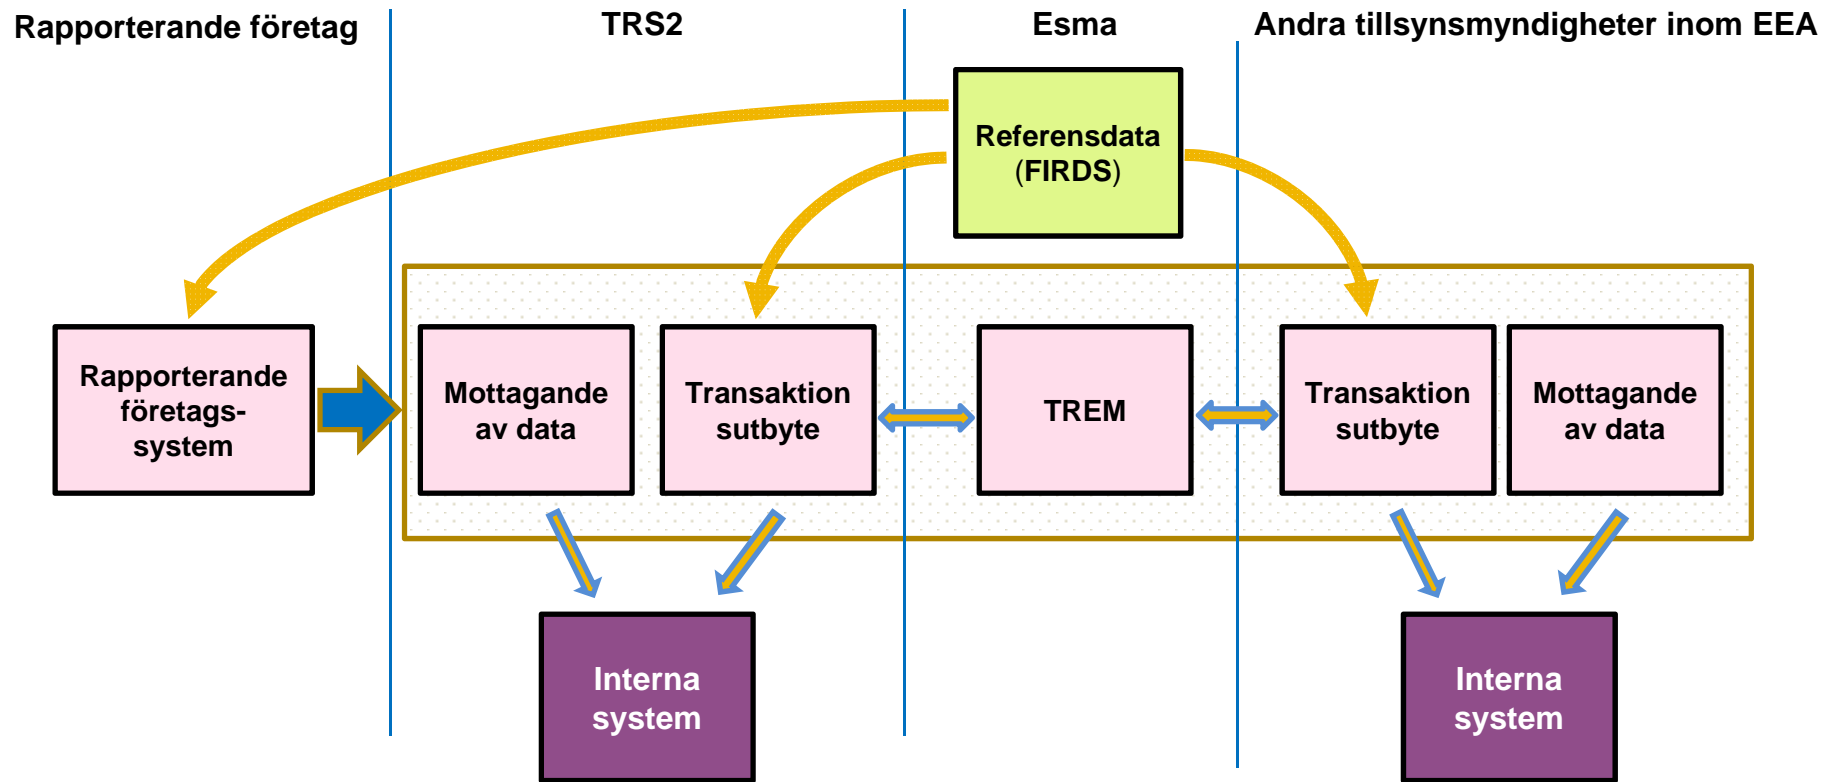 Rapporterande företag
TRS2
Esma
Andra tillsynsmyndigheter inom EEA
Referensdata
(FIRDS)
Rapporterande
företags-
system
Mottagande
av data
Transaktion
sutbyte
TREM
Transaktion
sutbyte
Mottagande
av data
Interna
system
Interna
system